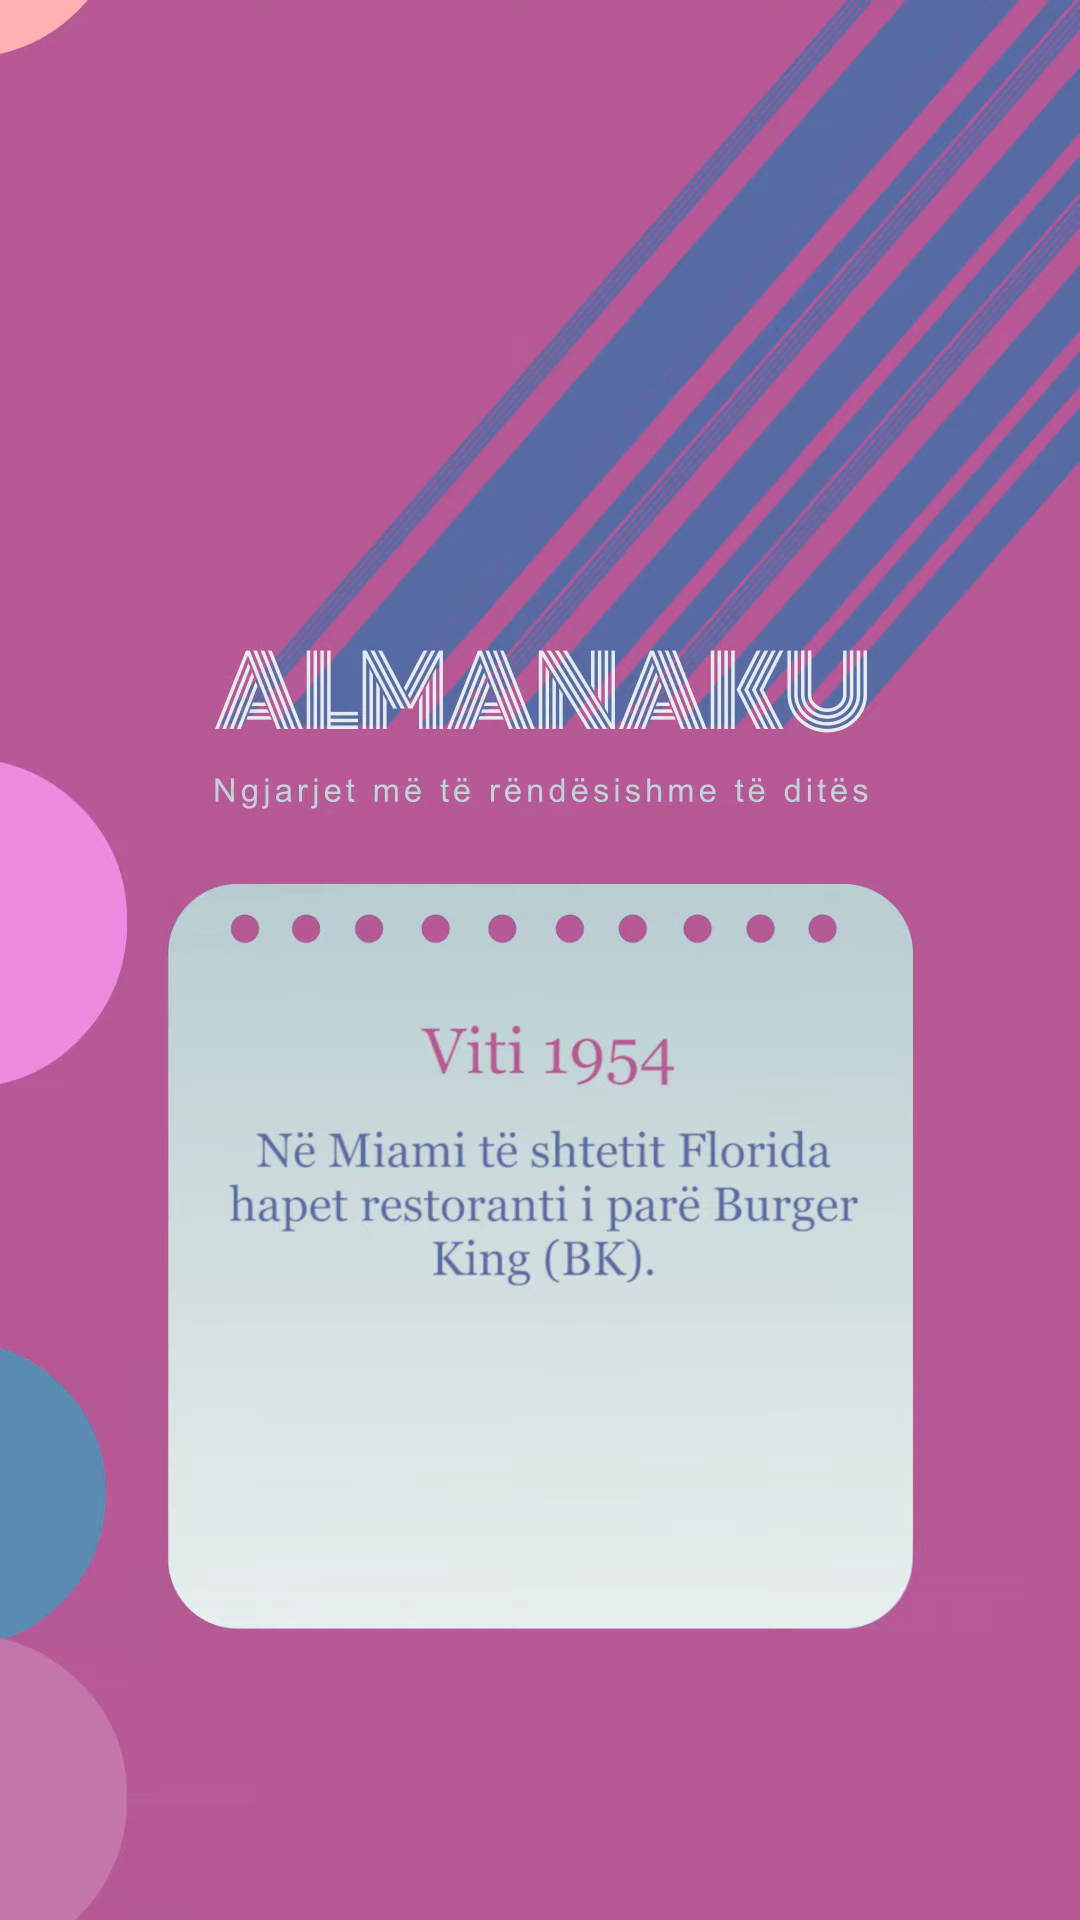 ALMANAKU
Ngjarjet më të rëndësishme të ditës
Viti 1954
Në Miami të shtetit Florida
hapet restoranti i parë Burger
King (BK).